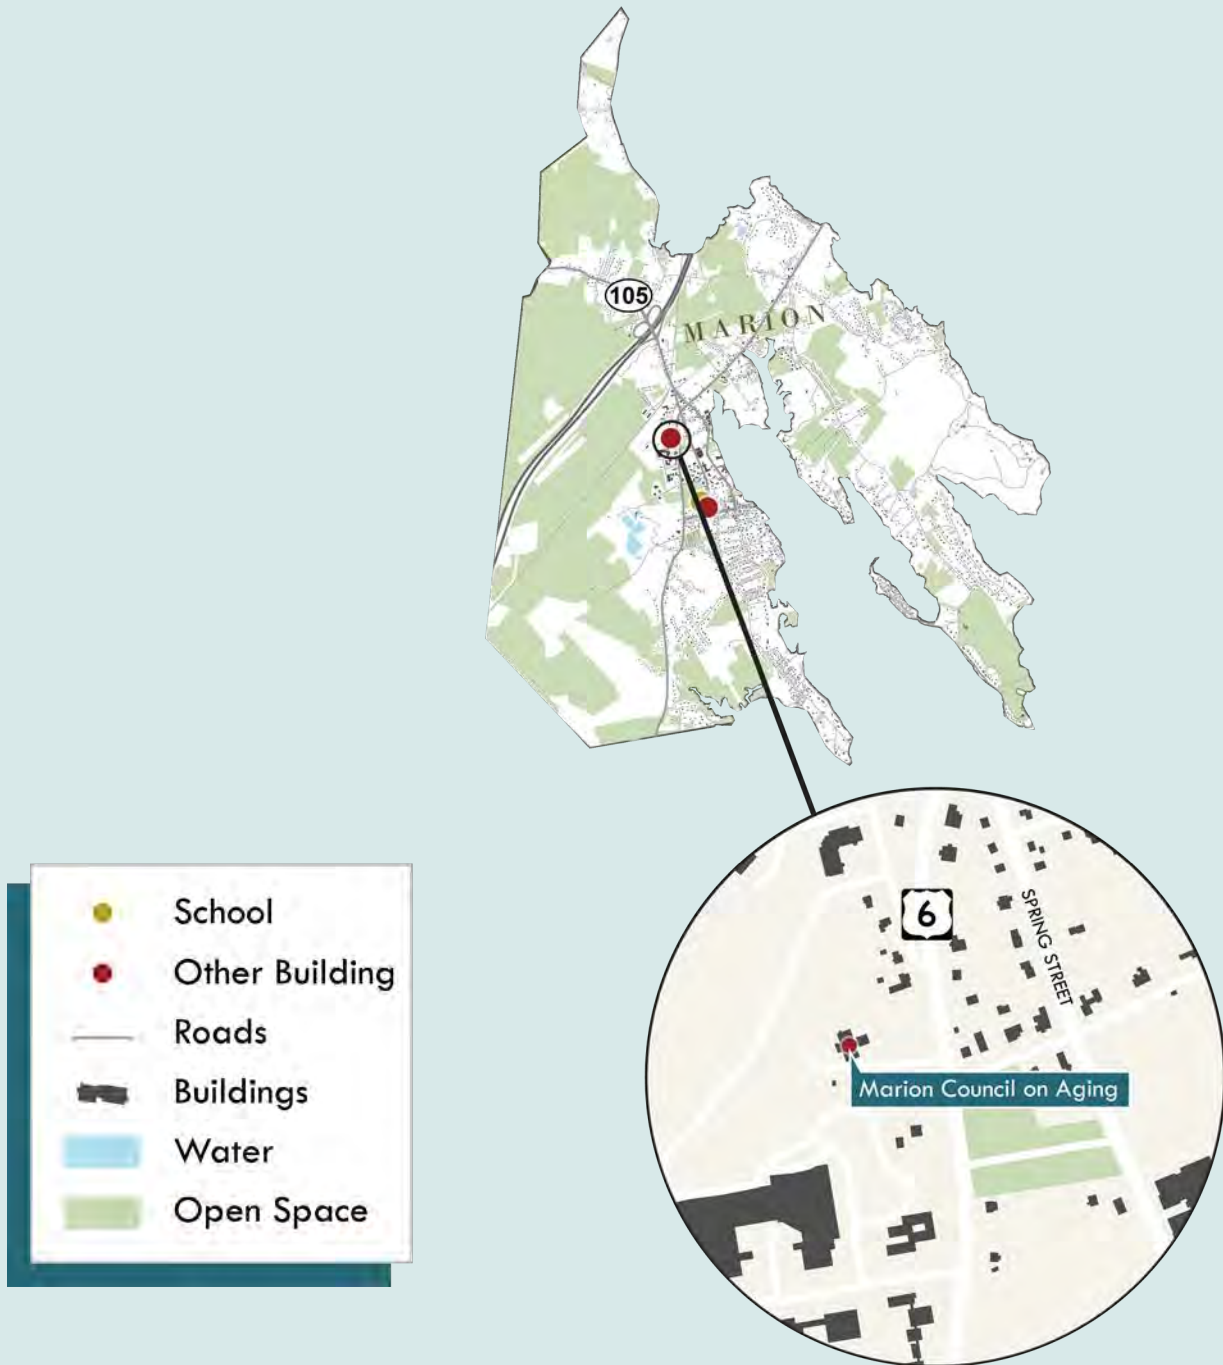 105
MARION
School
Other Building
Roads
Buildings
Water
Open Space
6
SPRING STREET
Marion Council on Aging